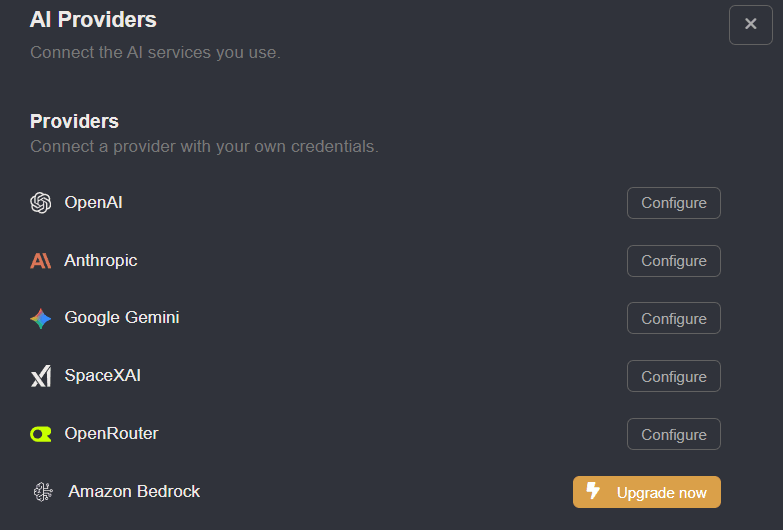 AI Providers
Connect the AI services you use.
Providers
Connect a provider with your own credentials.
OpenAI Configure
Anthropic Configure
Google Gemini Configure
SpaceXAI Configure
OpenRouter Configure
Amazon Bedrock Upgrade now